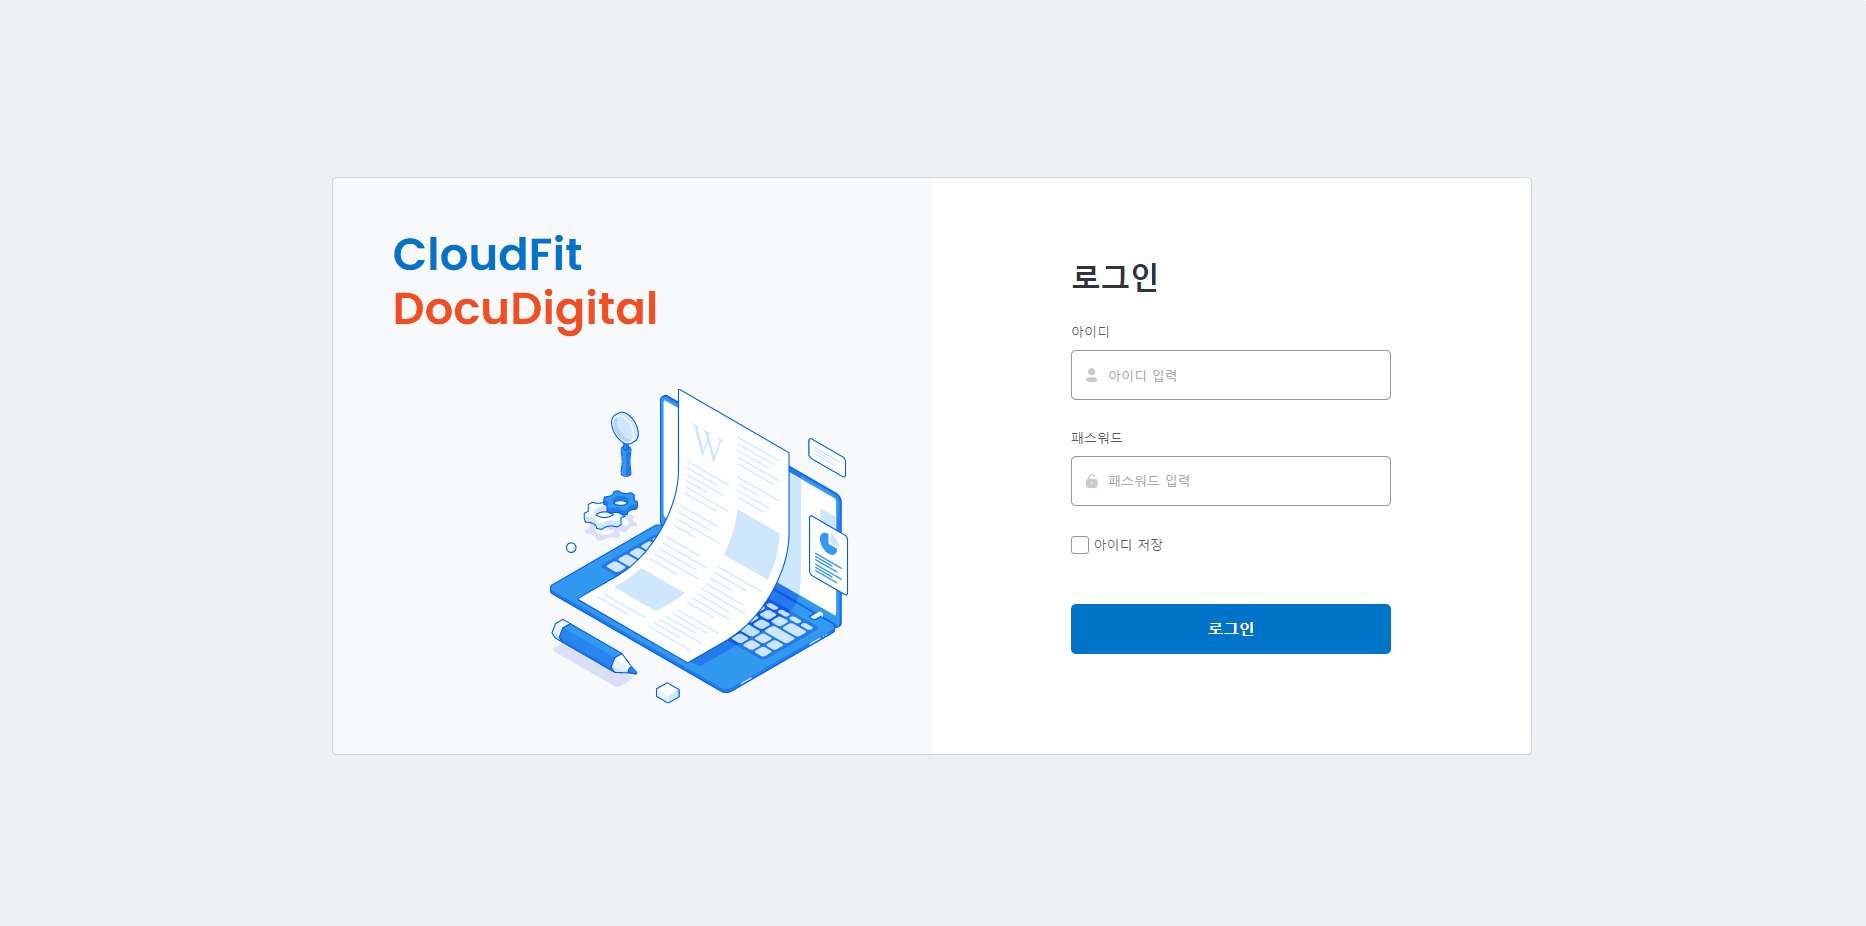 CloudFit
DocuDigital
W
로그인
아이디
아이디 입력
패스워드
패스워드 입력
아이디 저장
로그인